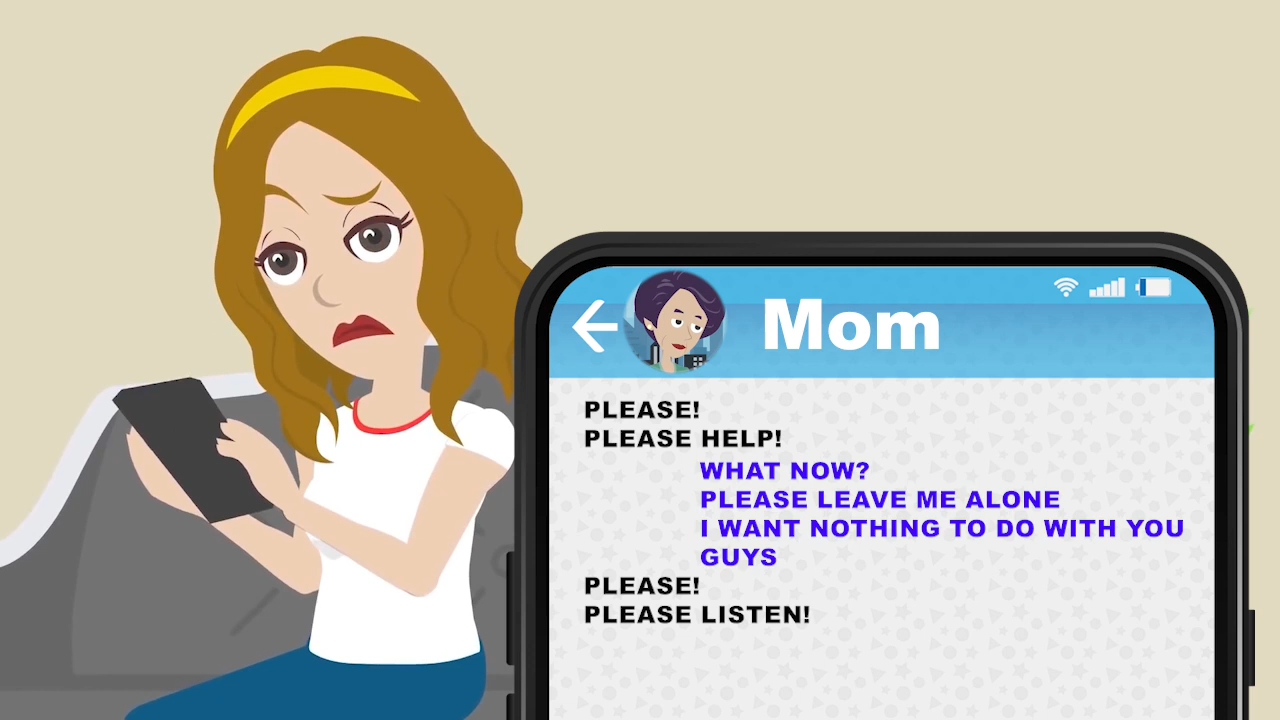 Mom
PLEASE!
PLEASE HELP!
WHAT NOW?
PLEASE LEAVE ME ALONE
I WANT NOTHING TO DO WITH YOU
GUYS
PLEASE!
PLEASE LISTEN!